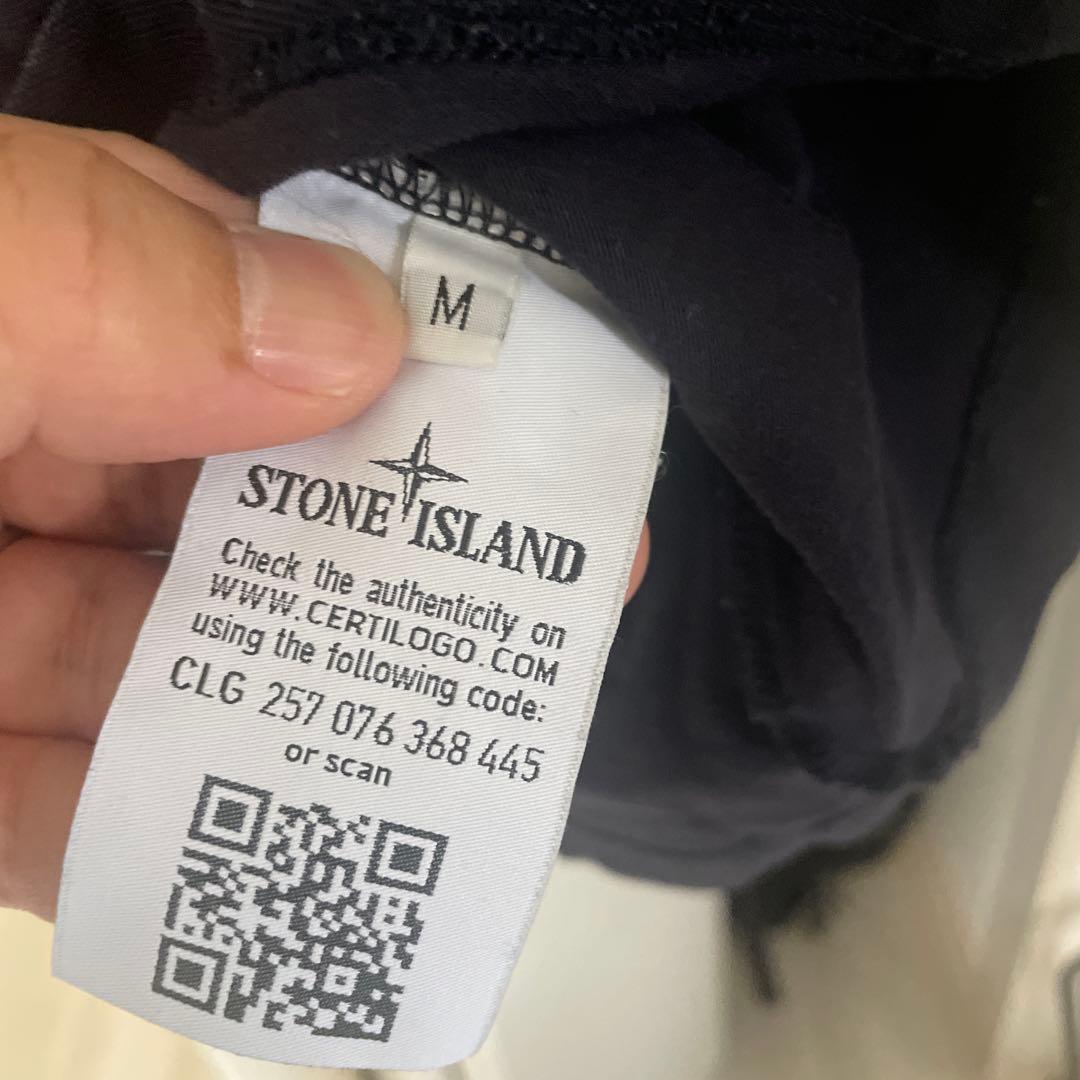 M
STONE ISLAND
Check the authenticity on
WWW.CERTILOGO.COM
using the following code:
CLG 257 076 368 445
or scan